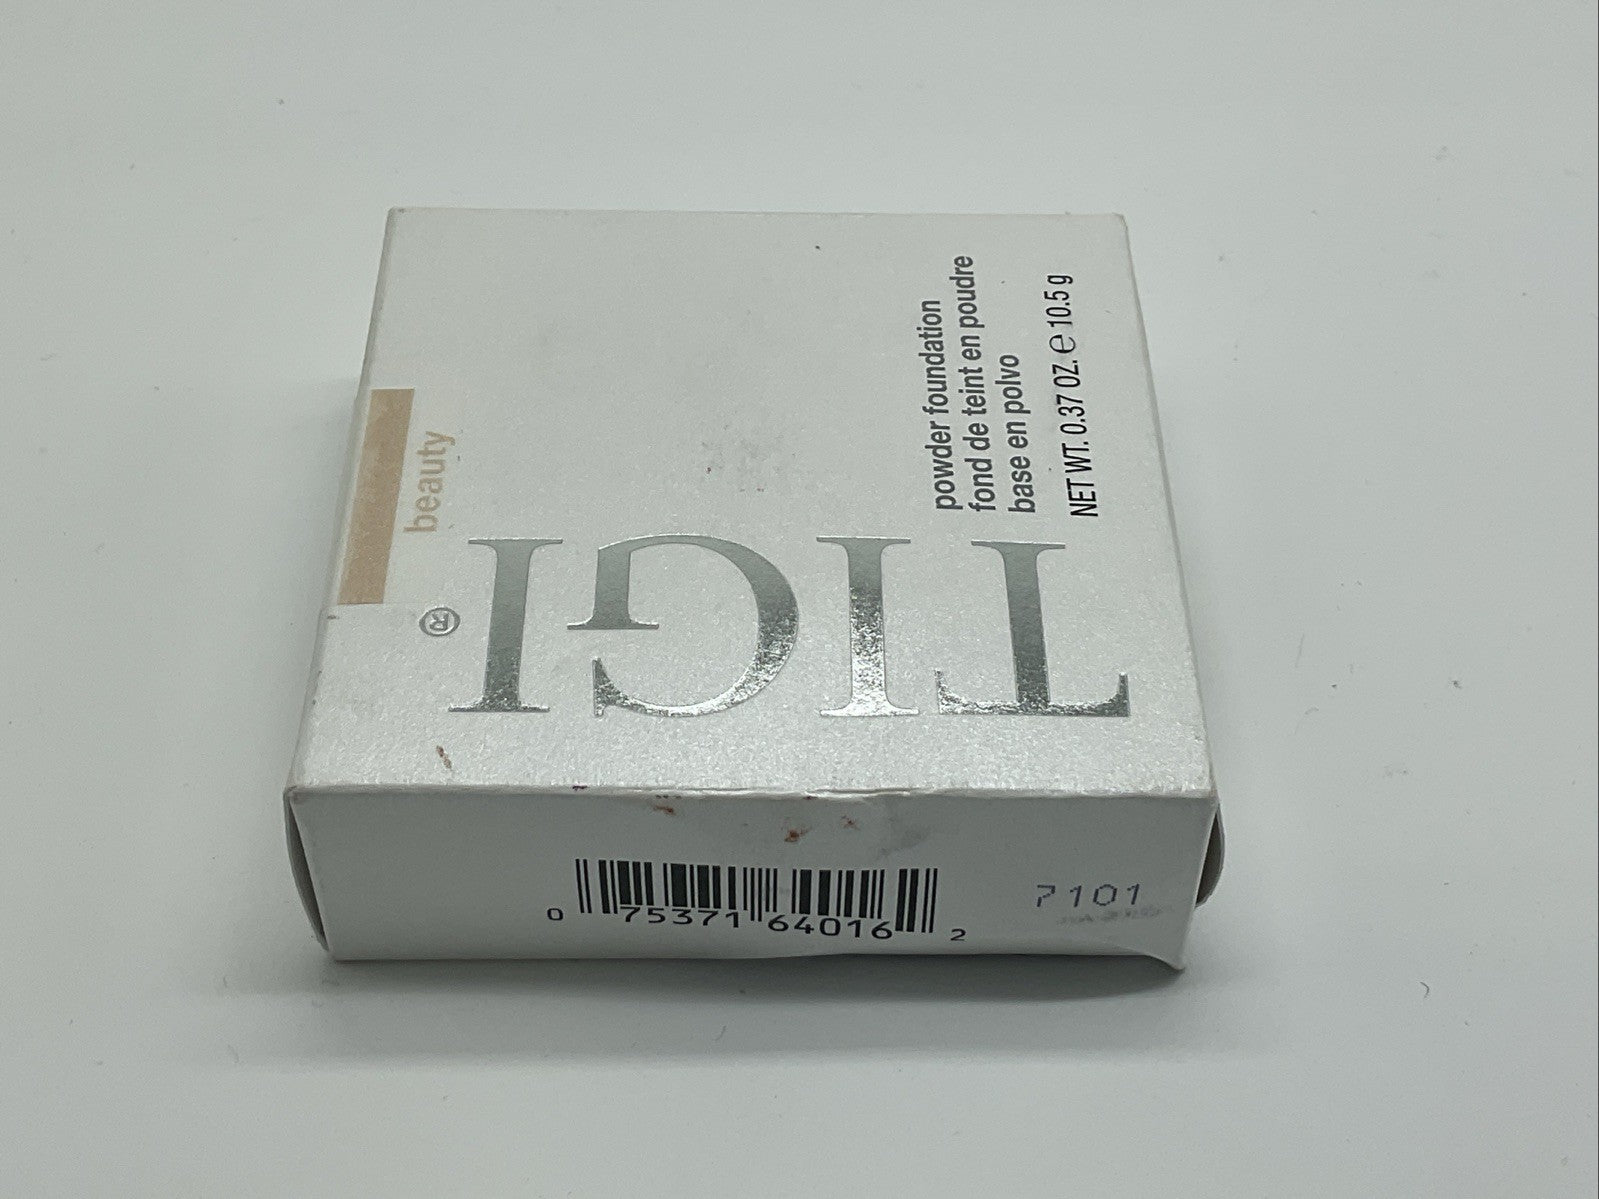 TIGI®
beauty
powder foundation
fond de teint en poudre
base en polvo
NET WT. 0.37 OZ. ℮ 10.5 g
0 75371 64016 2
7101